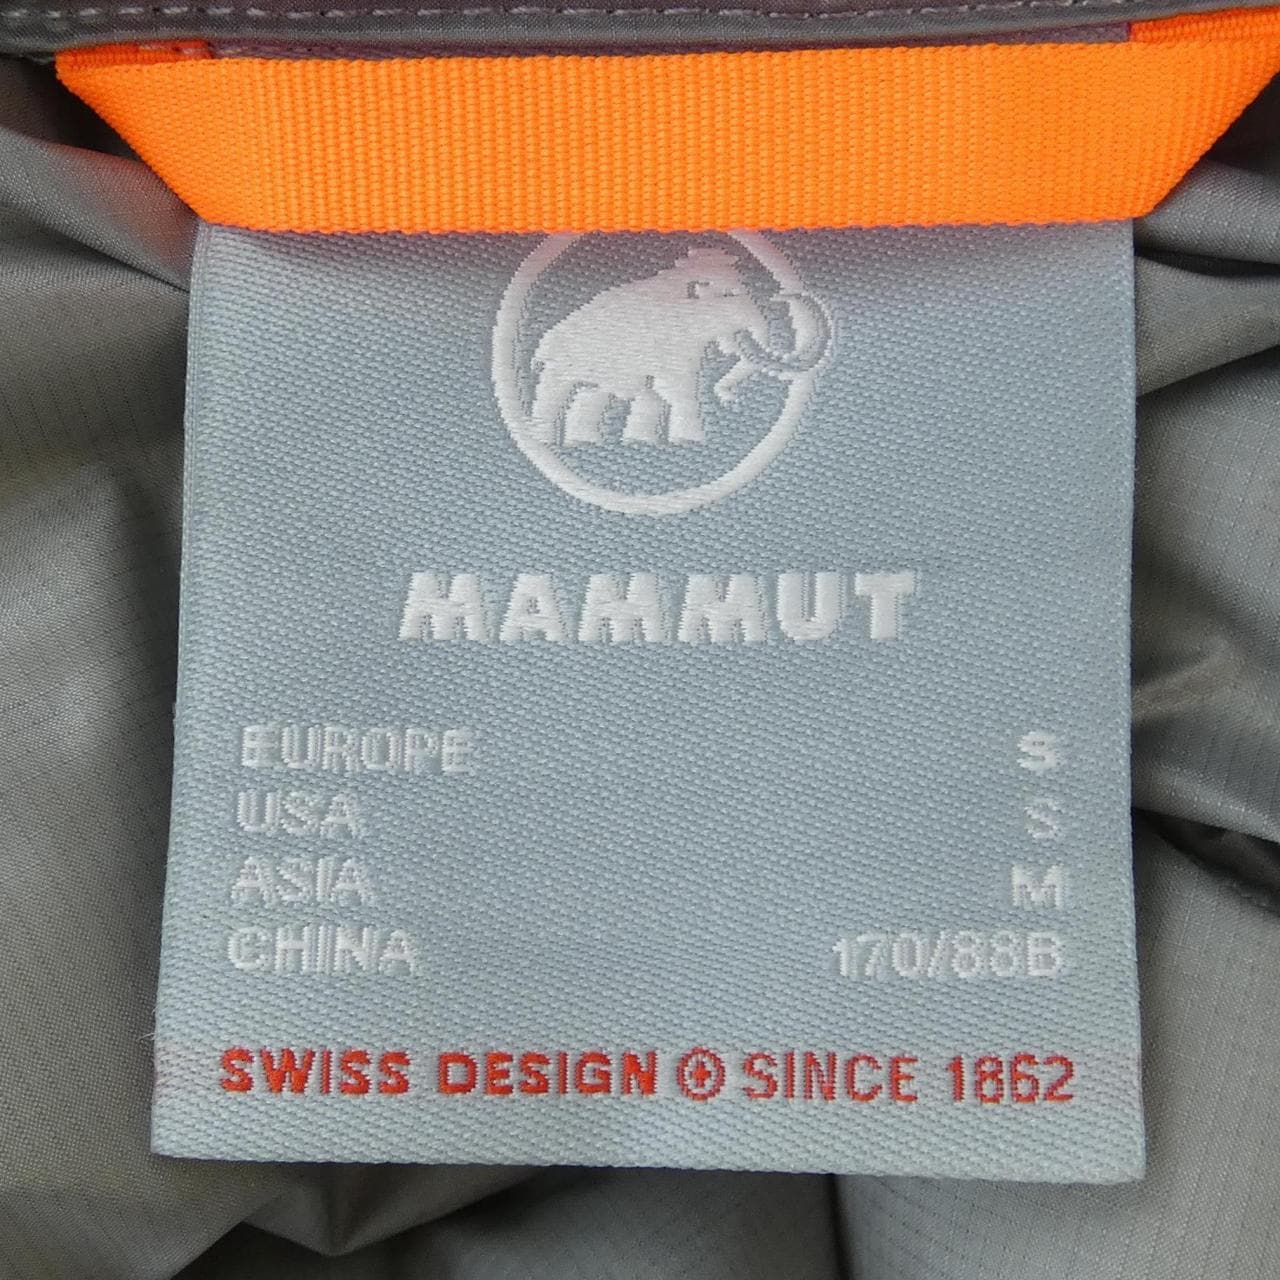 MAMMUT
EUROPE S
USA S
ASIA M
CHINA 170/88B
SWISS DESIGN SINCE 1862